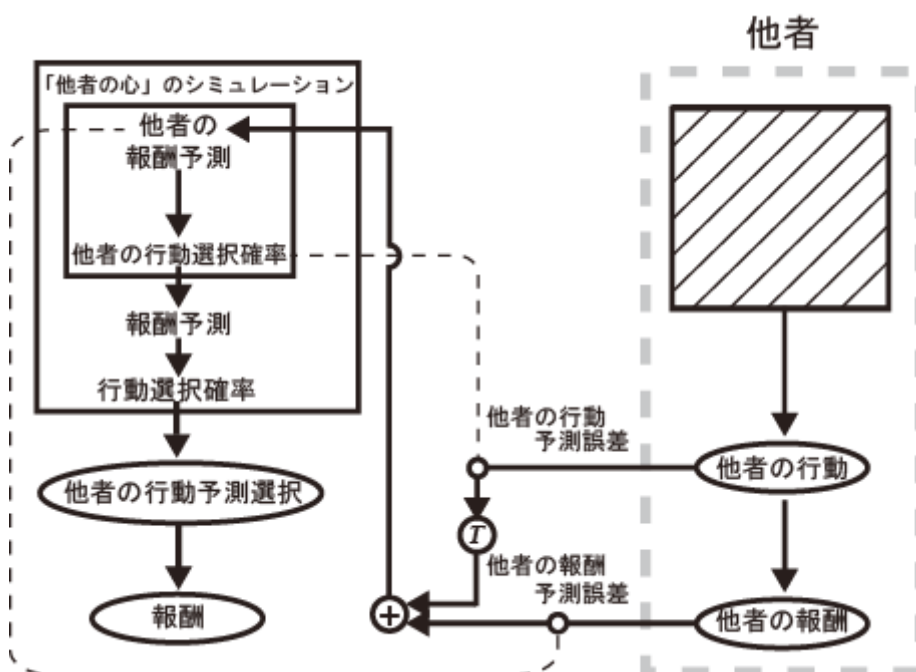 他者
「他者の心」のシミュレーション
他者の
報酬予測
他者の行動選択確率
報酬予測
行動選択確率
他者の行動
予測誤差
他者の行動
他者の行動予測選択
T
他者の報酬
予測誤差
報酬
+
他者の報酬